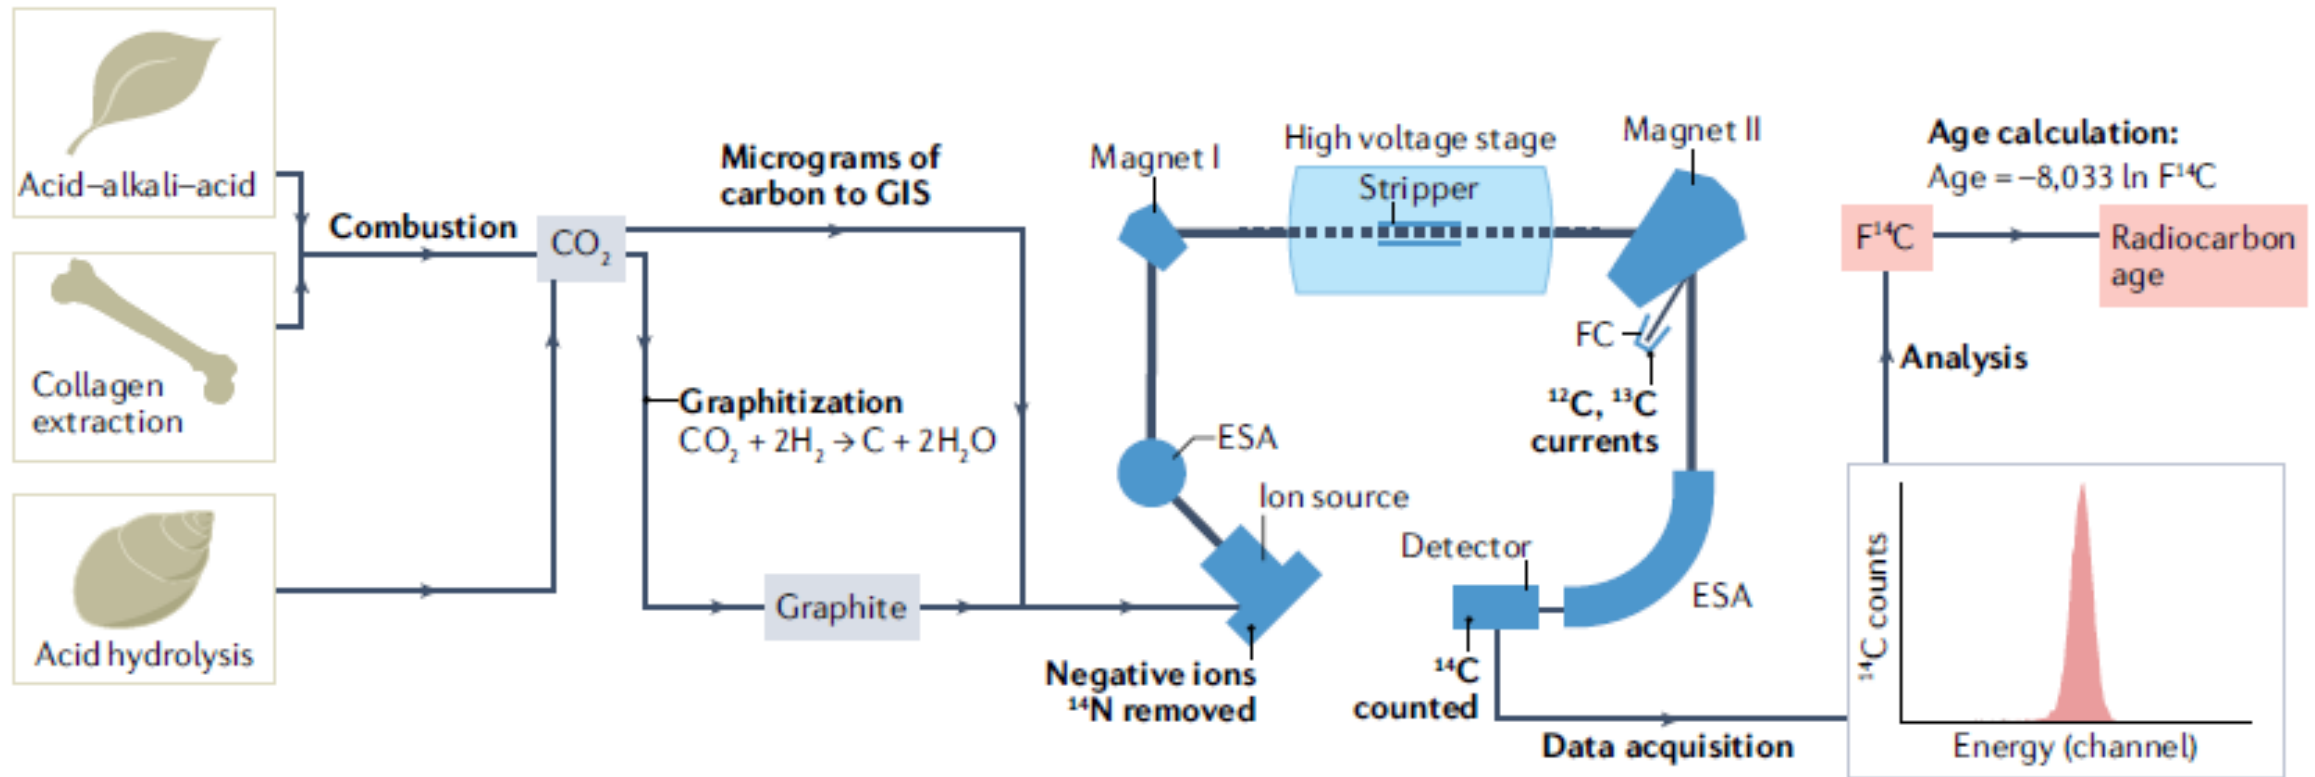 Acid–alkali–acid
Collagen
extraction
Acid hydrolysis
Combustion
CO₂
Micrograms of
carbon to GIS
Graphitization
CO₂ + 2H₂ → C + 2H₂O
Graphite
Magnet I
ESA
Ion source
Negative ions
¹⁴N removed
High voltage stage
Stripper
Magnet II
FC
¹²C, ¹³C
currents
ESA
Detector
¹⁴C
counted
Data acquisition
¹⁴C counts
Energy (channel)
Analysis
F¹⁴C
Age calculation:
Age = –8,033 ln F¹⁴C
Radiocarbon
age